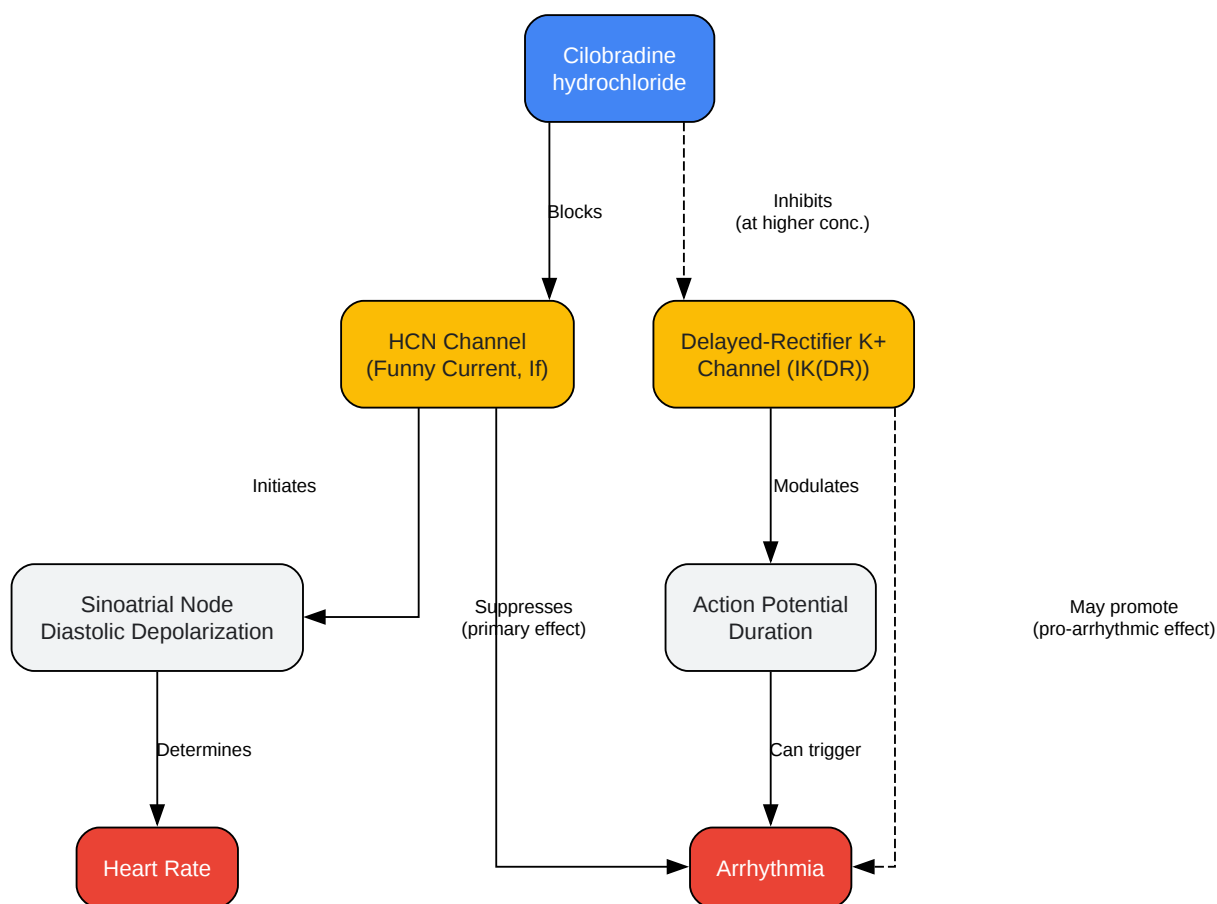 Cilobradine
hydrochloride
Blocks
Inhibits
(at higher conc.)
HCN Channel
(Funny Current, If)
Delayed-Rectifier K+
Channel (IK(DR))
Initiates
Modulates
Sinoatrial Node
Diastolic Depolarization
Suppresses
(primary effect)
Action Potential
Duration
May promote
(pro-arrhythmic effect)
Determines
Can trigger
Heart Rate
Arrhythmia